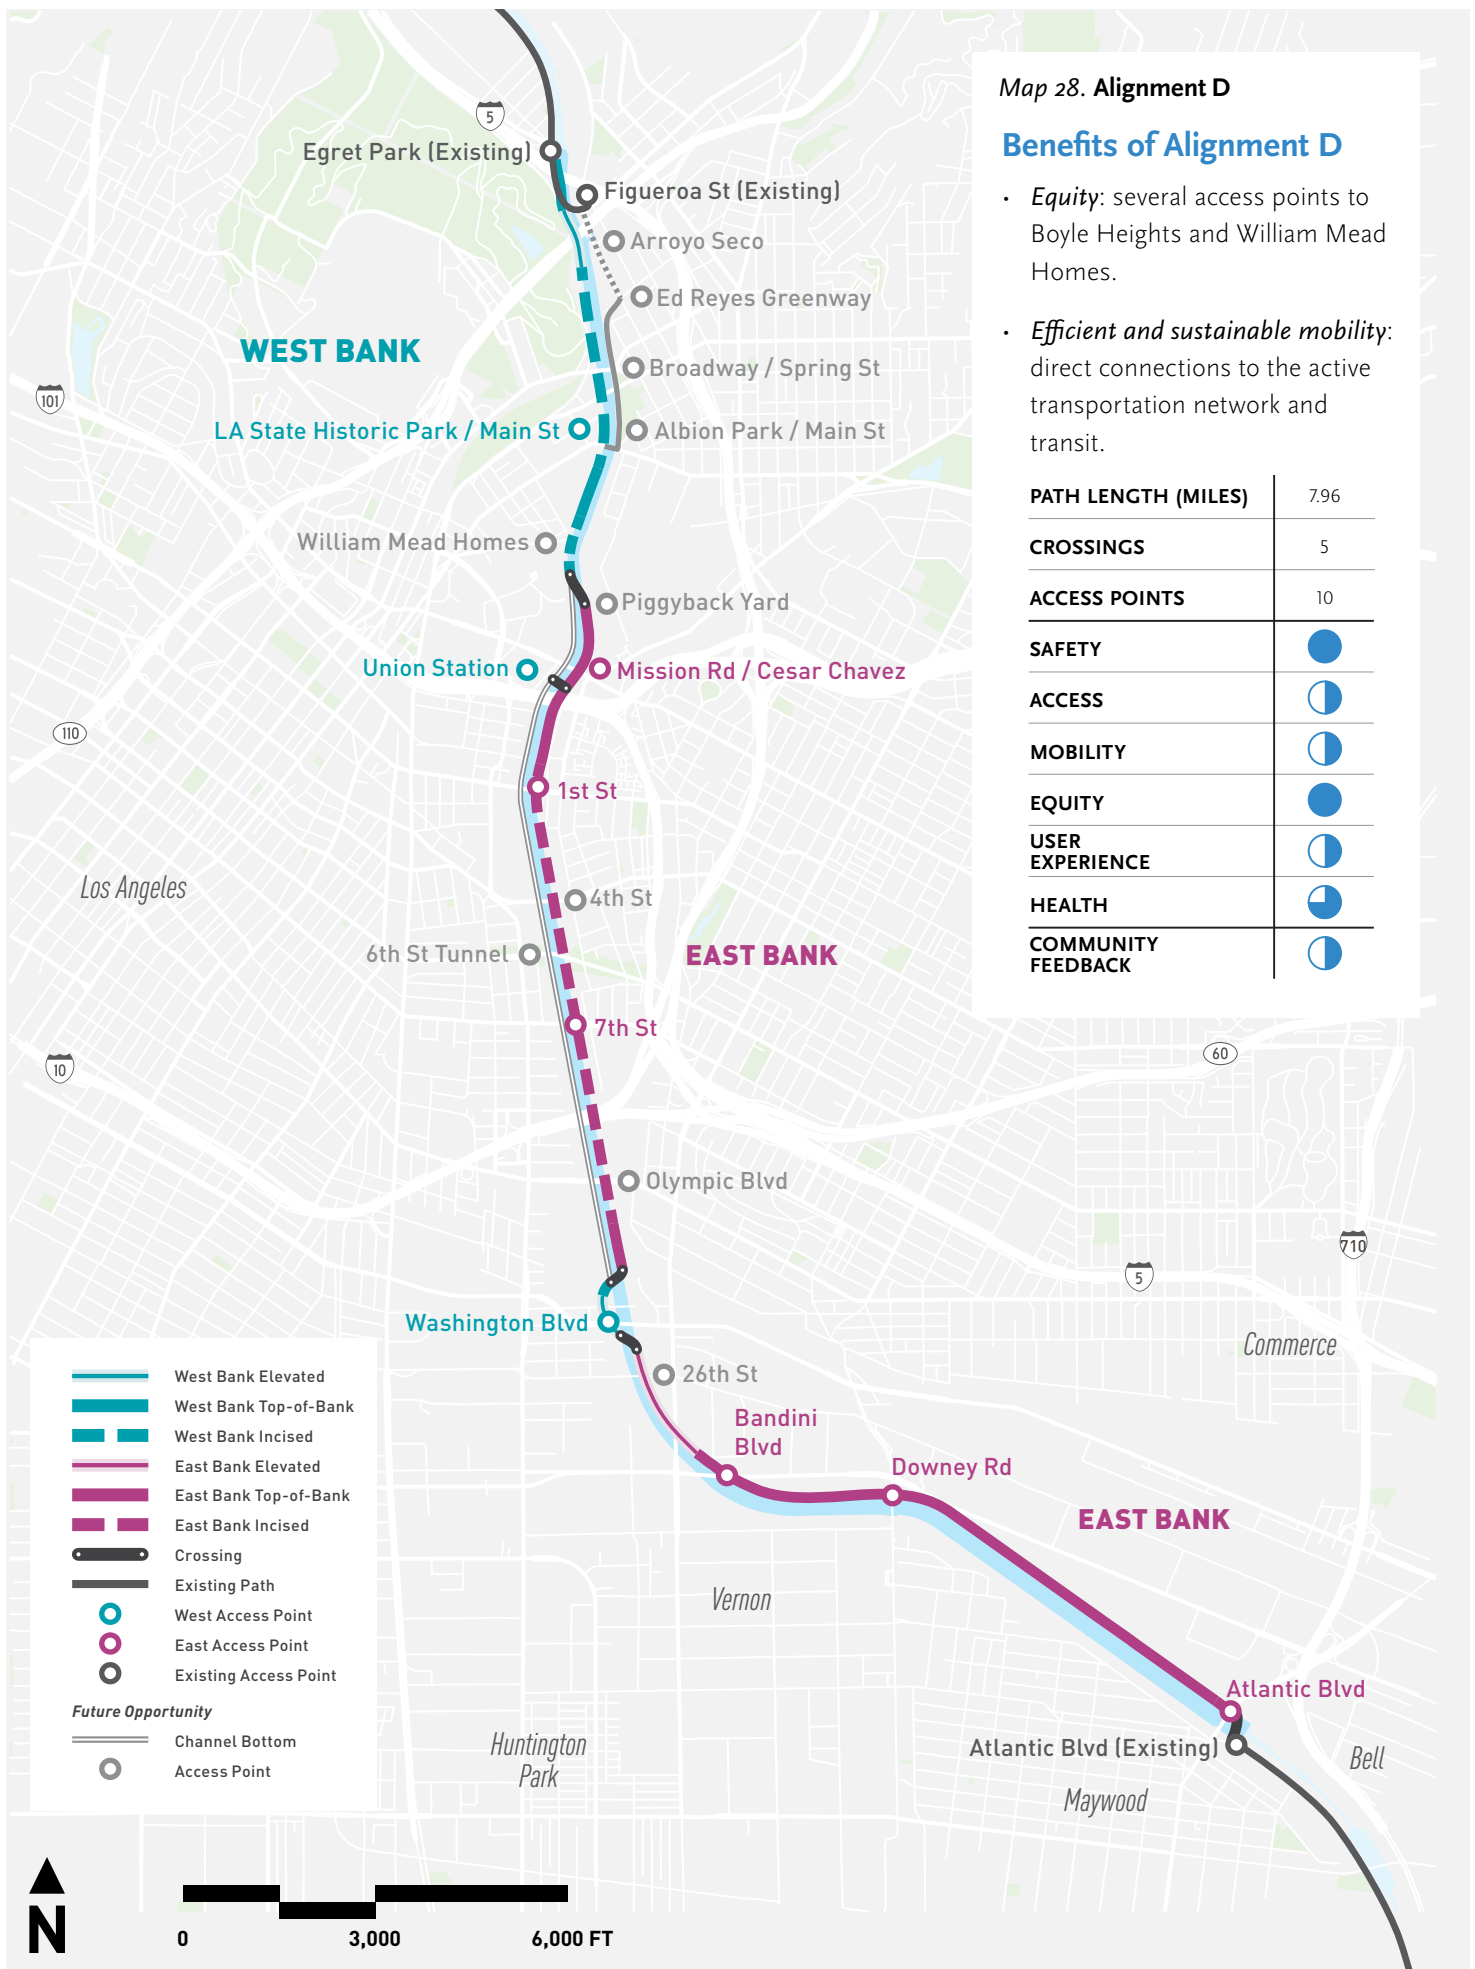 Map 28. Alignment D
Benefits of Alignment D
• Equity: several access points to
Boyle Heights and William Mead
Homes.
• Efficient and sustainable mobility:
direct connections to the active
transportation network and
transit.
PATH LENGTH (MILES) 7.96
CROSSINGS 5
ACCESS POINTS 10
SAFETY
ACCESS
MOBILITY
EQUITY
USER
EXPERIENCE
HEALTH
COMMUNITY
FEEDBACK
5
Egret Park (Existing)
Figueroa St (Existing)
Arroyo Seco
Ed Reyes Greenway
WEST BANK
Broadway / Spring St
101
LA State Historic Park / Main St
Albion Park / Main St
William Mead Homes
Piggyback Yard
Union Station
Mission Rd / Cesar Chavez
110
1st St
Los Angeles
4th St
6th St Tunnel
EAST BANK
7th St
60
10
Olympic Blvd
710
5
Washington Blvd
Commerce
26th St
Bandini
Blvd
Downey Rd
EAST BANK
Vernon
Atlantic Blvd
Atlantic Blvd (Existing)
Bell
Huntington
Park
Maywood
West Bank Elevated
West Bank Top-of-Bank
West Bank Incised
East Bank Elevated
East Bank Top-of-Bank
East Bank Incised
Crossing
Existing Path
West Access Point
East Access Point
Existing Access Point
Future Opportunity
Channel Bottom
Access Point
N
0 3,000 6,000 FT